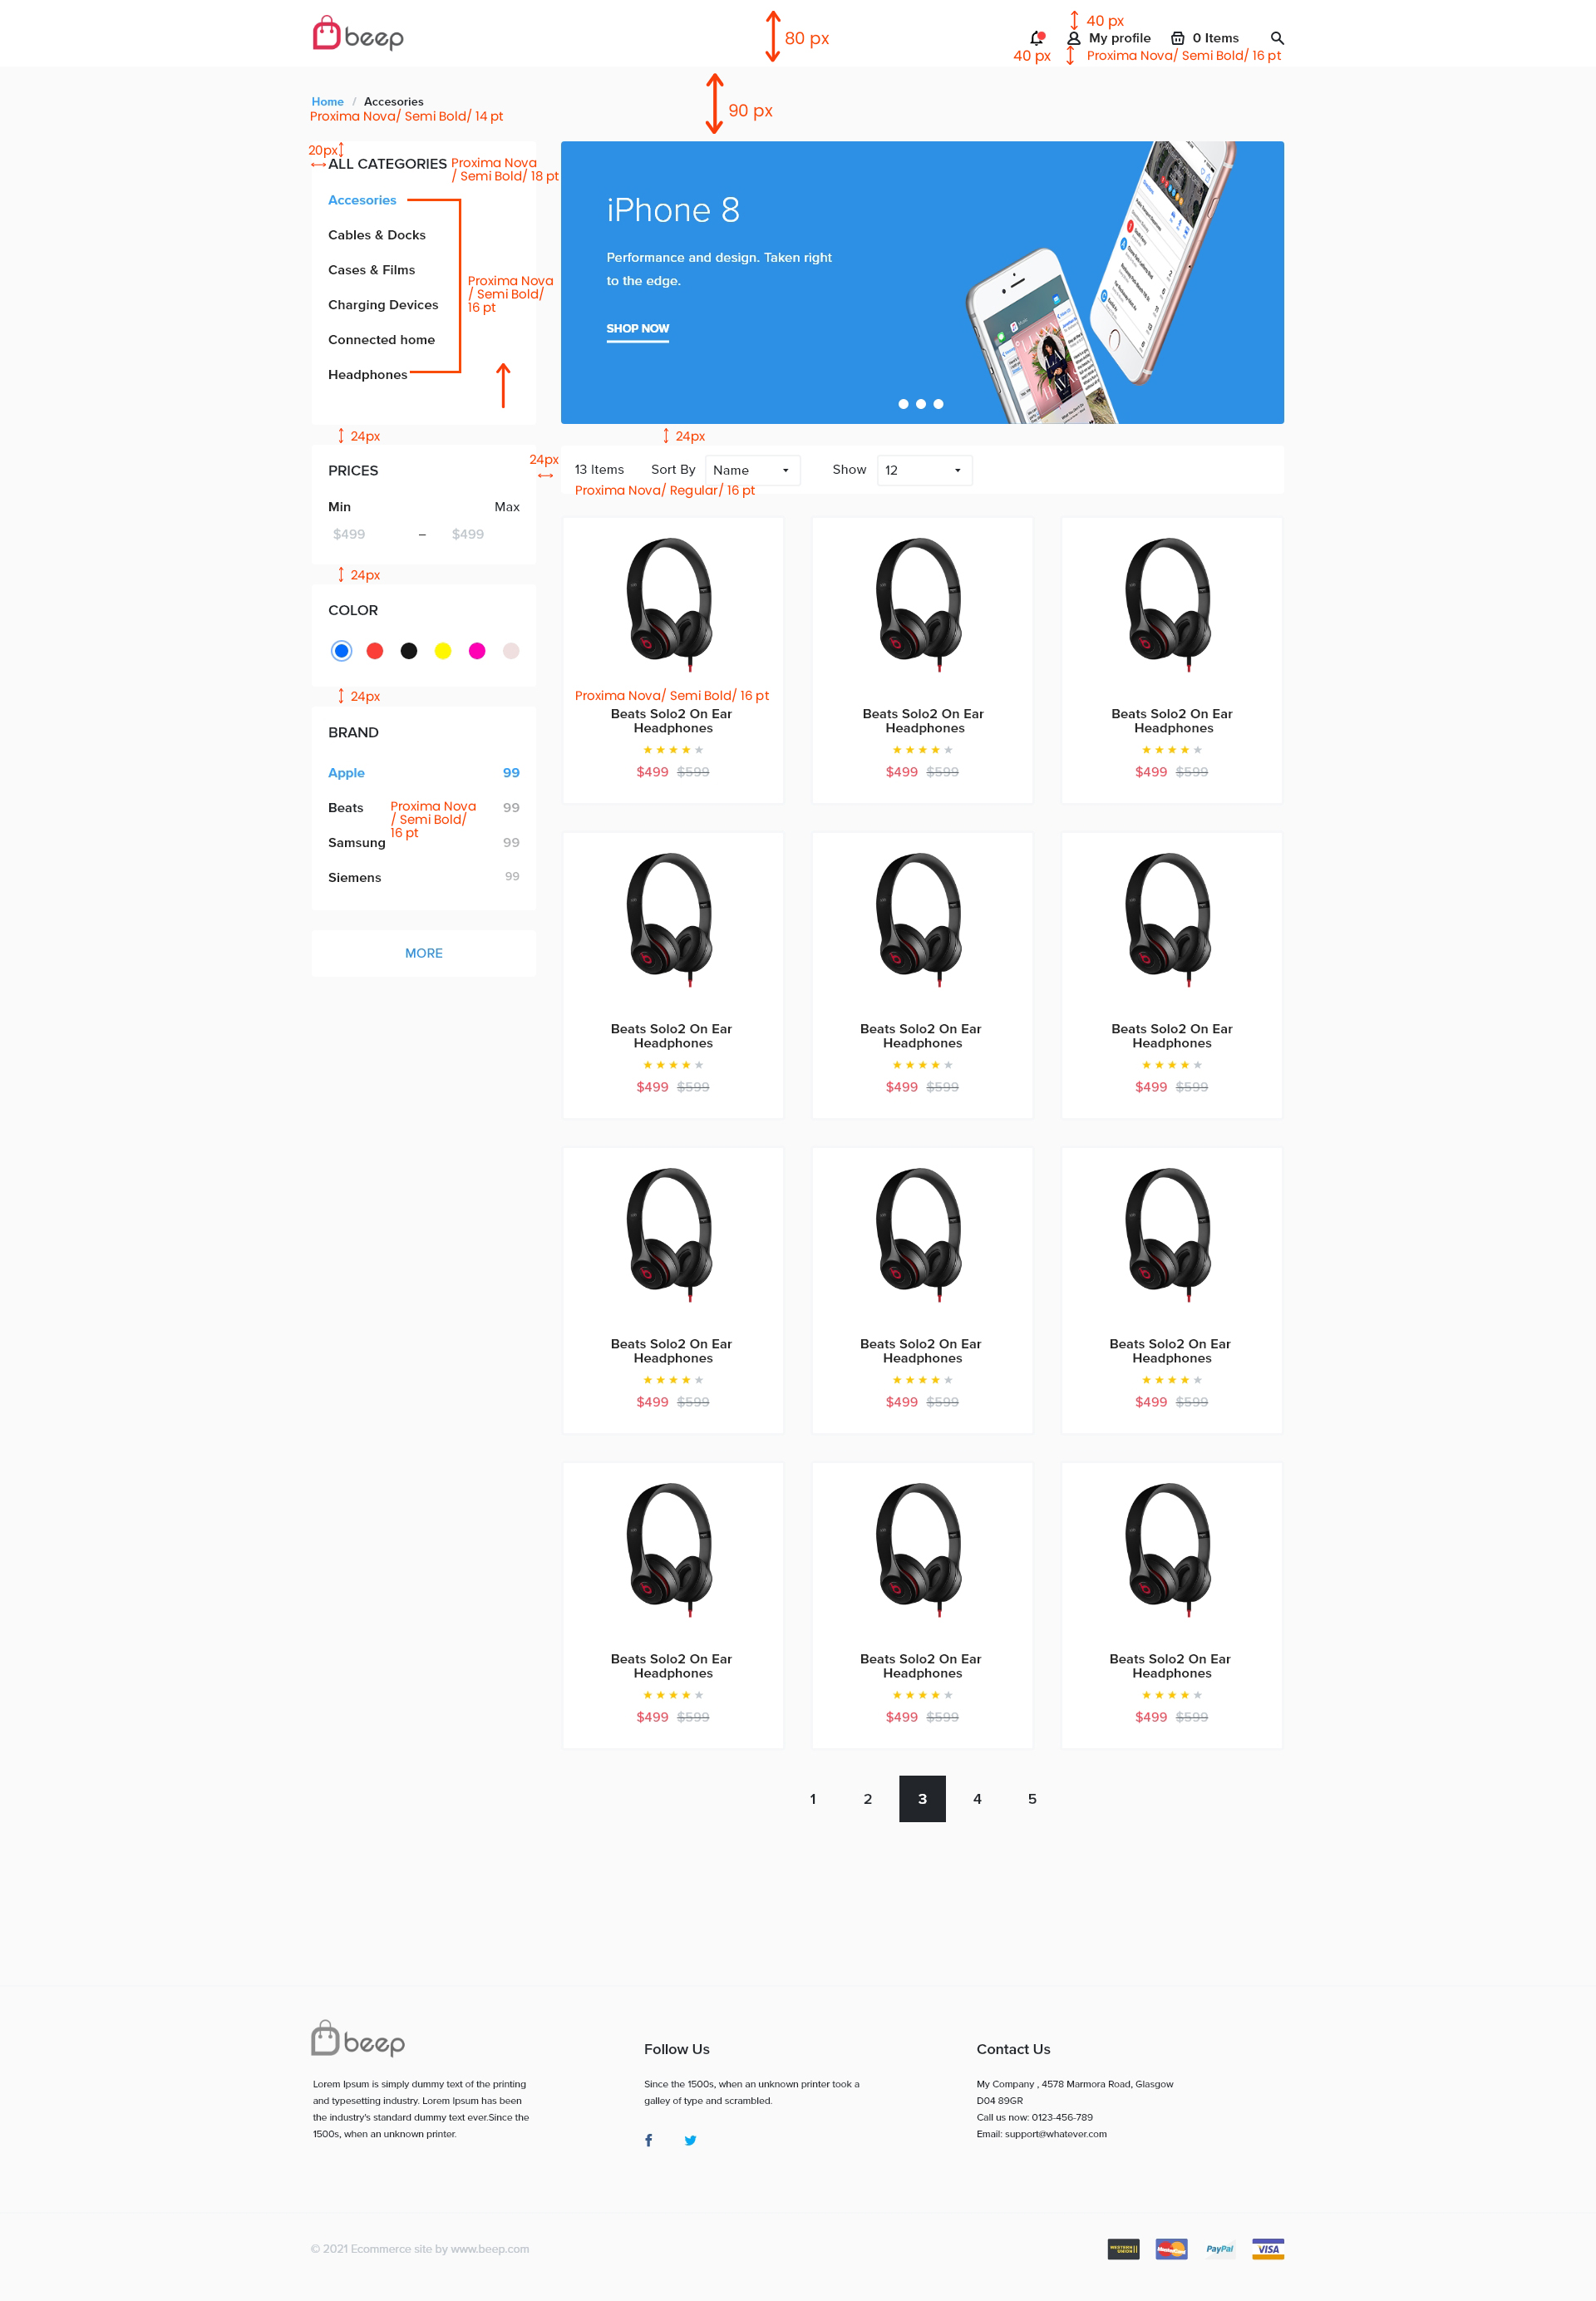 beep
80 px
40 px
My profile
0 Items
40 px
Proxima Nova/ Semi Bold/ 16 pt
90 px
Home / Accesories
Proxima Nova/ Semi Bold/ 14 pt
20px
ALL CATEGORIES
Proxima Nova
/ Semi Bold/ 18 pt
Accesories
Cables & Docks
Cases & Films
Charging Devices
Connected home
Headphones
Proxima Nova
/ Semi Bold/
16 pt
iPhone 8
Performance and design. Taken right
to the edge.
SHOP NOW
24px
24px
PRICES
Min Max
$499 – $499
24px
13 Items Sort By Name Show 12
Proxima Nova/ Regular/ 16 pt
24px
COLOR
24px
BRAND
Apple 99
Beats 99
Samsung 99
Siemens 99
Proxima Nova
/ Semi Bold/
16 pt
MORE
Proxima Nova/ Semi Bold/ 16 pt
Beats Solo2 On Ear
Headphones
$499 $599
Beats Solo2 On Ear
Headphones
$499 $599
Beats Solo2 On Ear
Headphones
$499 $599
Beats Solo2 On Ear
Headphones
$499 $599
Beats Solo2 On Ear
Headphones
$499 $599
Beats Solo2 On Ear
Headphones
$499 $599
Beats Solo2 On Ear
Headphones
$499 $599
Beats Solo2 On Ear
Headphones
$499 $599
Beats Solo2 On Ear
Headphones
$499 $599
Beats Solo2 On Ear
Headphones
$499 $599
Beats Solo2 On Ear
Headphones
$499 $599
Beats Solo2 On Ear
Headphones
$499 $599
1 2 3 4 5
beep
Lorem Ipsum is simply dummy text of the printing
and typesetting industry. Lorem Ipsum has been
the industry's standard dummy text ever.Since the
1500s, when an unknown printer.
Follow Us
Since the 1500s, when an unknown printer took a
galley of type and scrambled.
Contact Us
My Company , 4578 Marmora Road, Glasgow
D04 89GR
Call us now: 0123-456-789
Email: support@whatever.com
© 2021 Ecommerce site by www.beep.com
WESTERN UNION
MasterCard
PayPal
VISA